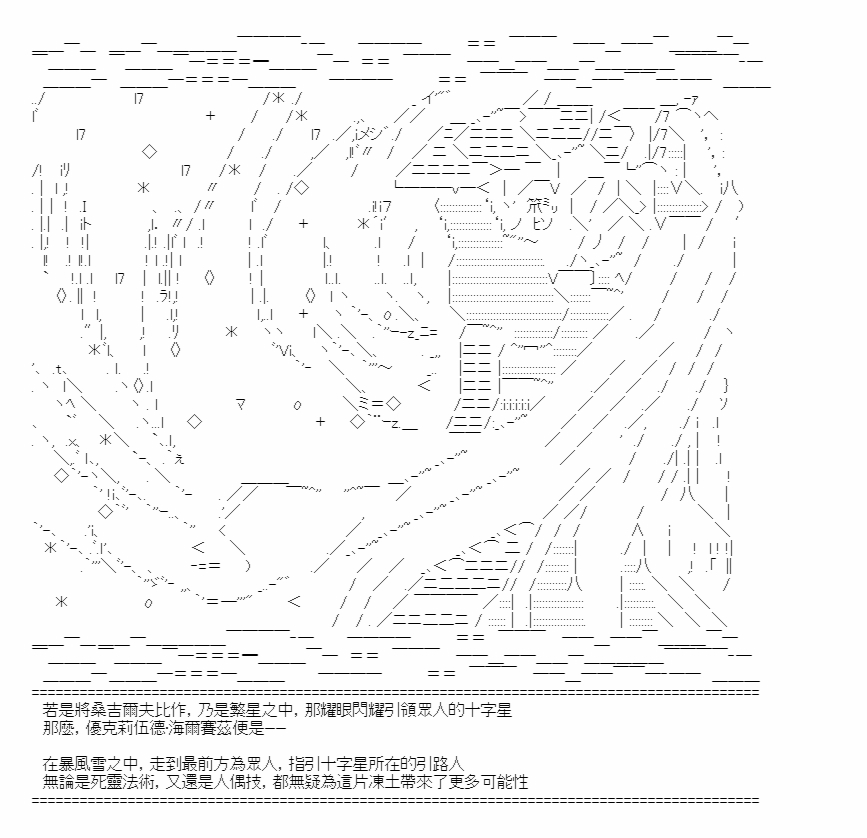 若是將桑吉爾夫比作，乃是繁星之中，那耀眼閃耀引領眾人的十字星
那麼，優克莉伍德·海爾賽茲便是——
在暴風雪之中，走到最前方為眾人，指引十字星所在的引路人
無論是死靈法術，又還是人偶技，都無疑為這片凍土帶來了更多可能性